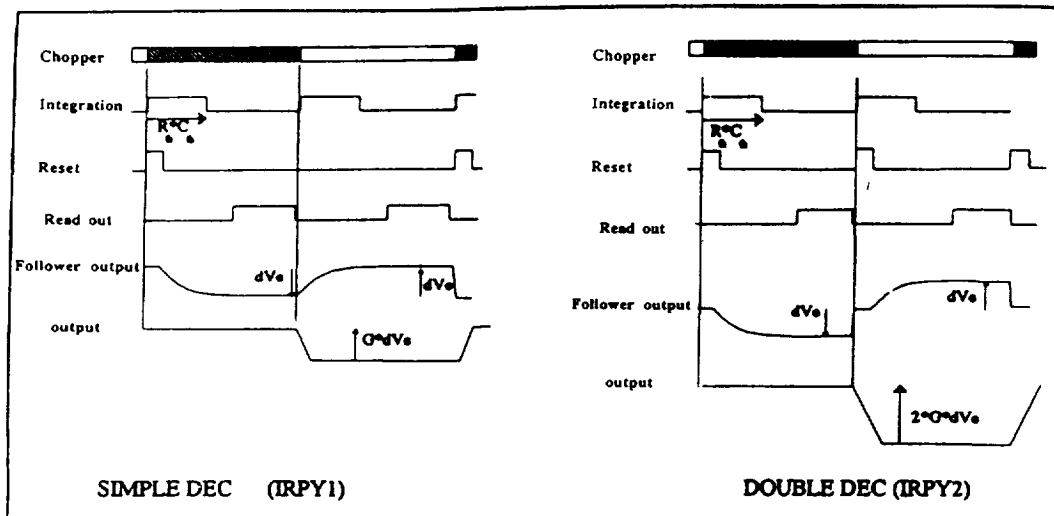 Chopper
Integration
R*C
Reset
Read out
Follower output
dVe
dVe
output
G*dVe
SIMPLE DEC (IRPY1)
Chopper
Integration
R*C
Reset
Read out
Follower output
dVe
dVe
output
2*G*dVe
DOUBLE DEC (IRPY2)